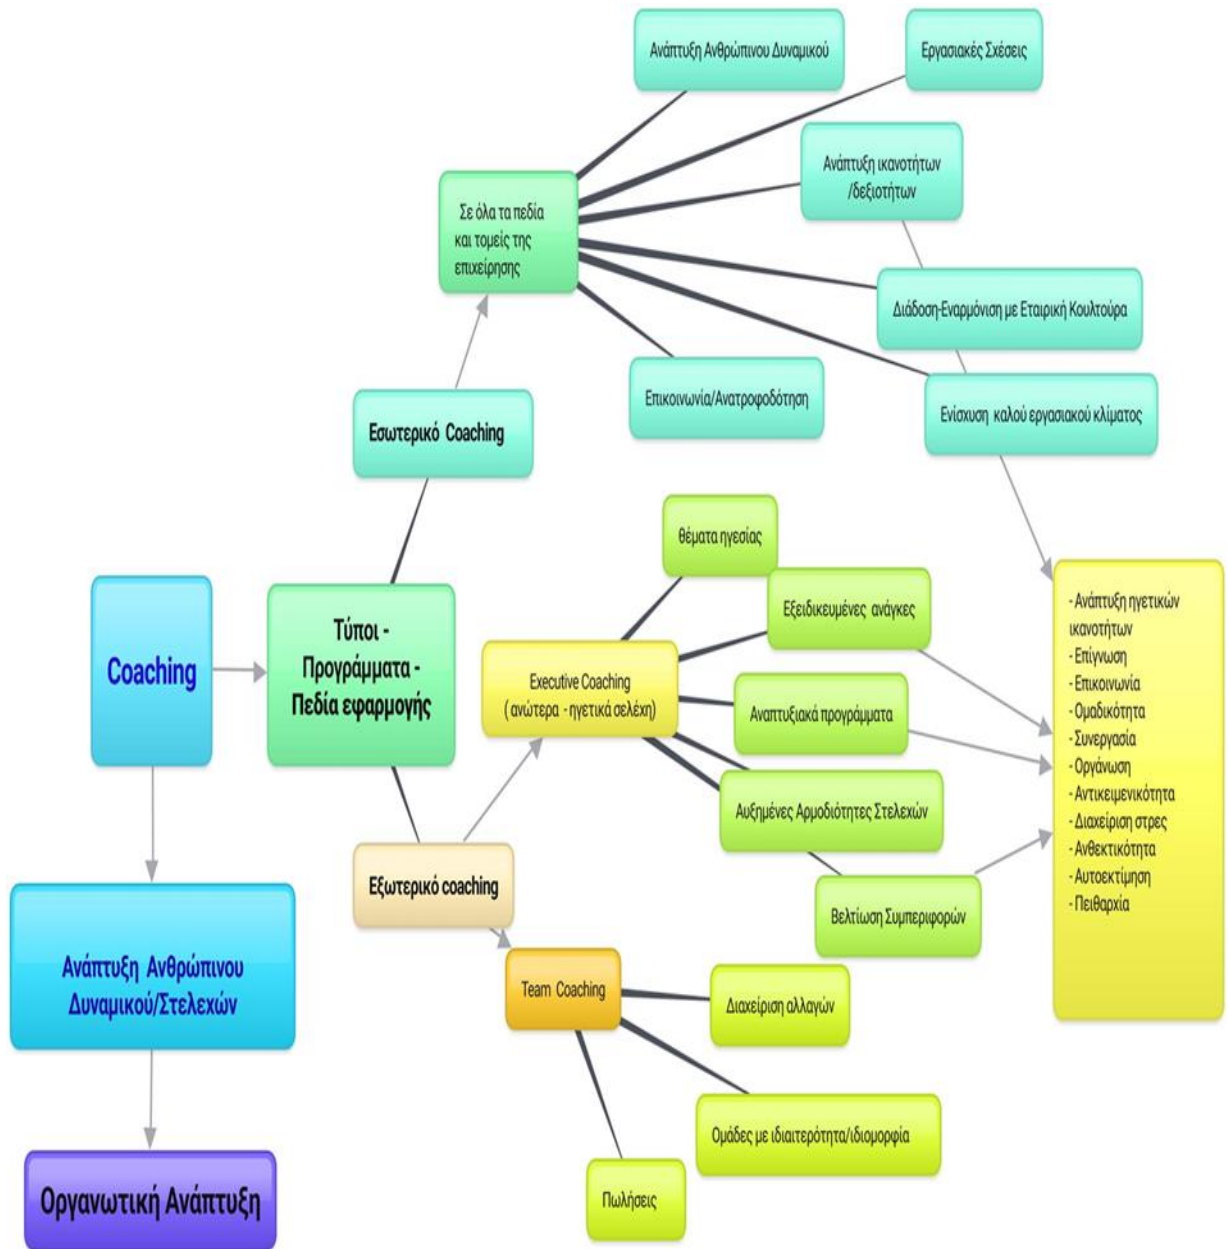 Ανάπτυξη Ανθρώπινου Δυναμικού
Εργασιακές Σχέσεις
Ανάπτυξη ικανοτήτων
/δεξιοτήτων
Σε όλα τα πεδία
και τομείς της
επιχείρησης
Διάδοση-Εναρμόνιση με Εταιρική Κουλτούρα
Επικοινωνία/Ανατροφοδότηση
Ενίσχυση καλού εργασιακού κλίματος
Εσωτερικό Coaching
θέματα ηγεσίας
Εξειδικευμένες ανάγκες
Coaching
Τύποι -
Προγράμματα -
Πεδία εφαρμογής
Executive Coaching
( ανώτερα - ηγετικά σελέχη)
Αναπτυξιακά προγράμματα
Αυξημένες Αρμοδιότητες Στελεχών
Βελτίωση Συμπεριφορών
- Ανάπτυξη ηγετικών
ικανοτήτων
- Επίγνωση
- Επικοινωνία
- Ομαδικότητα
- Συνεργασία
- Οργάνωση
- Αντικειμενικότητα
- Διαχείριση στρες
- Ανθεκτικότητα
- Αυτοεκτίμηση
- Πειθαρχία
Εξωτερικό coaching
Ανάπτυξη Ανθρώπινου
Δυναμικού/Στελεχών
Team Coaching
Διαχείριση αλλαγών
Ομάδες με ιδιαιτερότητα/ιδιομορφία
Πωλήσεις
Οργανωτική Ανάπτυξη